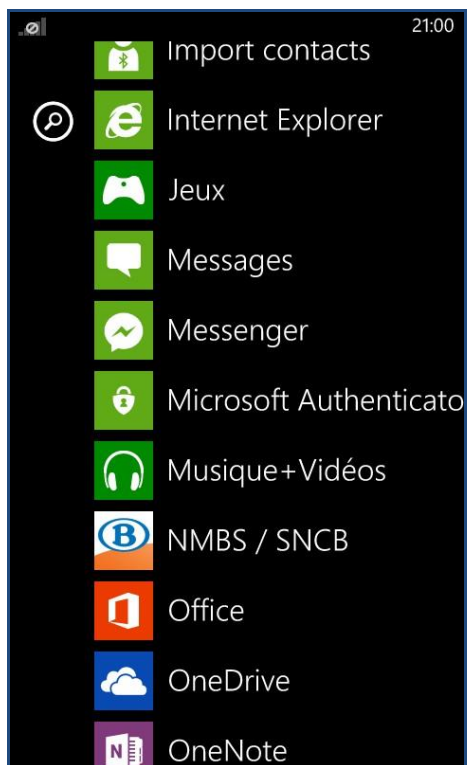 21:00
Import contacts
Internet Explorer
Jeux
Messages
Messenger
Microsoft Authenticato
Musique+Vidéos
B
NMBS / SNCB
Office
OneDrive
N
OneNote